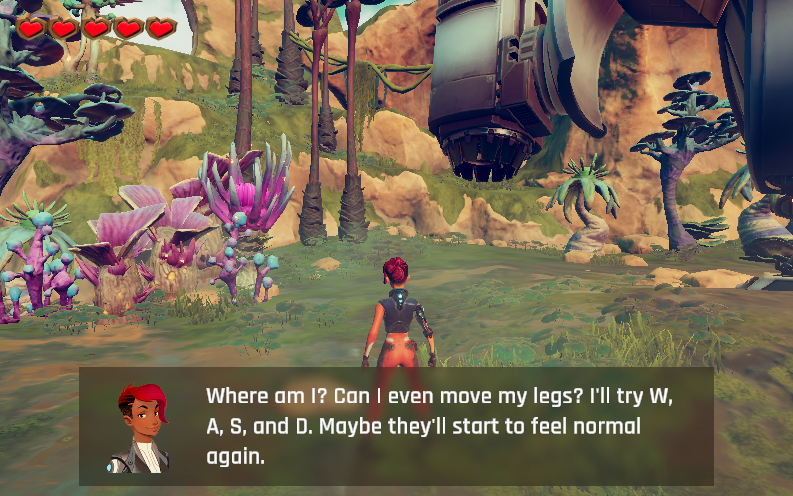 Where am I? Can I even move my legs? I'll try W,
A, S, and D. Maybe they'll start to feel normal
again.